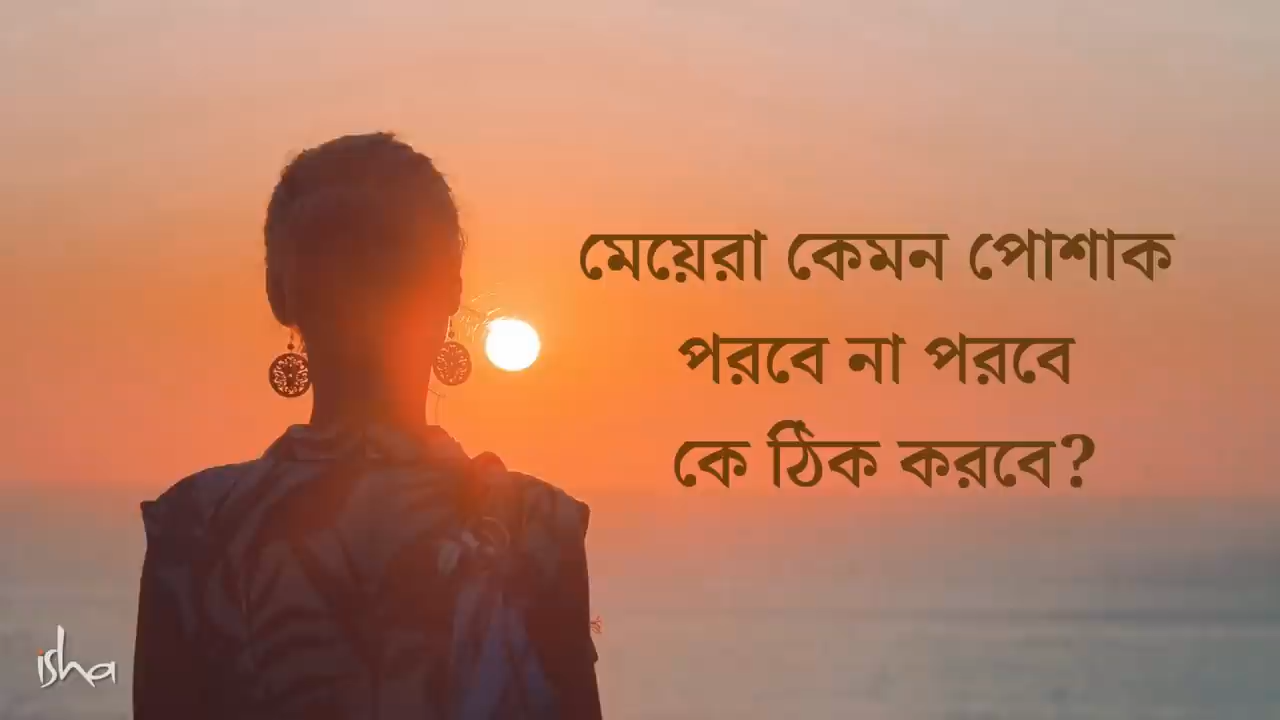 মেয়েরা কেমন পোশাক
পরবে না পরবে
কে ঠিক করবে?
isha